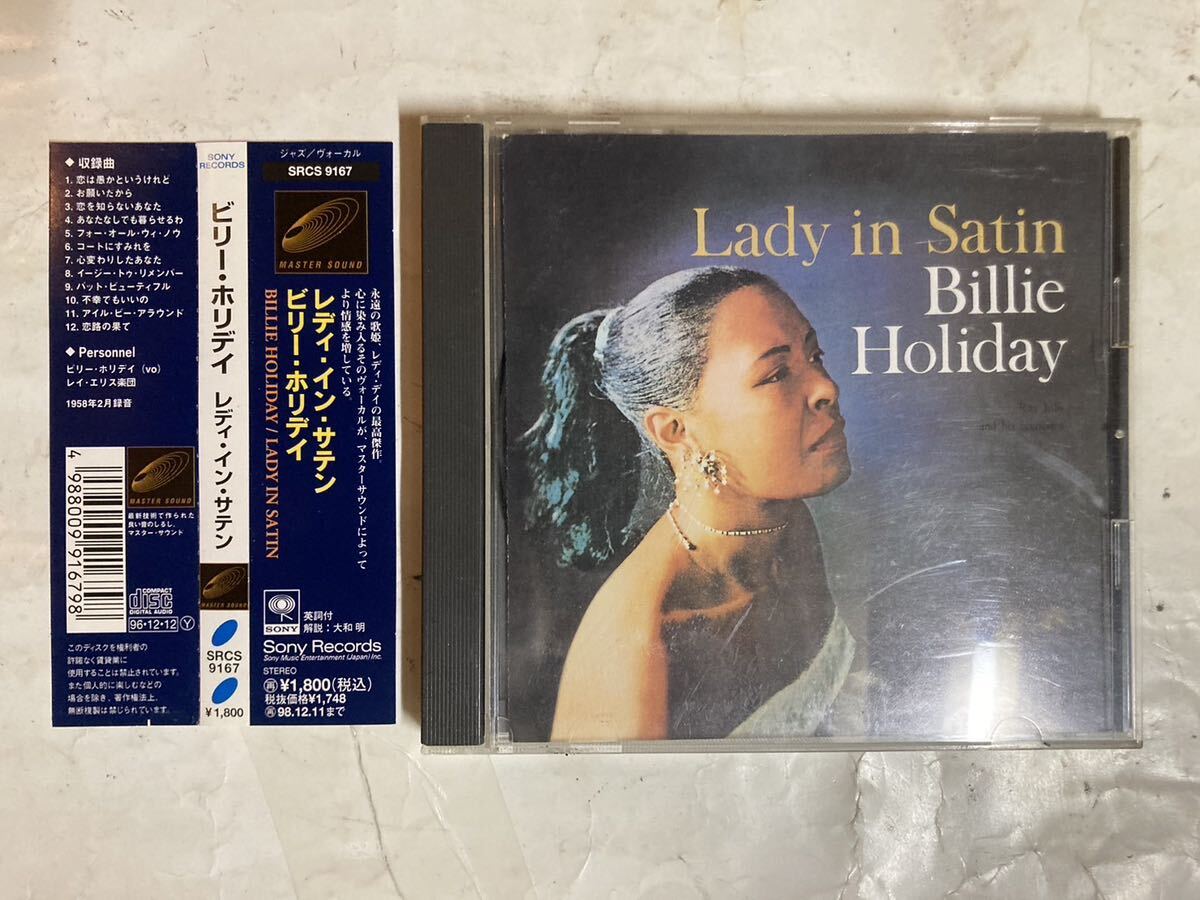 ◆ 収録曲
1. 恋は愚かというけれど
2. お願いだから
3. 恋を知らないあなた
4. あなたなしでも暮らせるわ
5. フォー・オール・ウィ・ノウ
6. コートにすみれを
7. 心変わりしたあなた
8. イージー・トゥ・リメンバー
9. バット・ビューティフル
10. 不幸でもいいの
11. アイル・ビー・アラウンド
12. 恋路の果て
◆ Personnel
ビリー・ホリデイ (vo)
レイ・エリス楽団
1958年2月録音
4988009916798
MASTER SOUND
最新技術で作られた
良い音のしるし。
マスター・サウンド
COMPACT
disc
DIGITAL AUDIO
96・12・12 Y
このディスクを権利者の
許諾なく賃貸業に
使用することは禁止されています。
また個人的に楽しむなどの
場合を除き、著作権法上、
無断複製は禁じられています。
SONY
RECORDS
ビリー・ホリデイ レディ・イン・サテン
MASTER SOUND
SRCS
9167
¥1,800
ジャズ/ヴォーカル
SRCS 9167
MASTER SOUND
永遠の歌姫、レディ・デイの最高傑作。
心に染み入るそのヴォーカルが、マスターサウンドによって
より情感を増している。
レディ・イン・サテン
ビリー・ホリデイ
BILLIE HOLIDAY / LADY IN SATIN
SONY
英詞付
解説:大和 明
Sony Records
Sony Music Entertainment (Japan) Inc.
STEREO
再¥1,800(税込)
税抜価格¥1,748
再98.12.11まで
Lady in Satin
Billie
Holiday